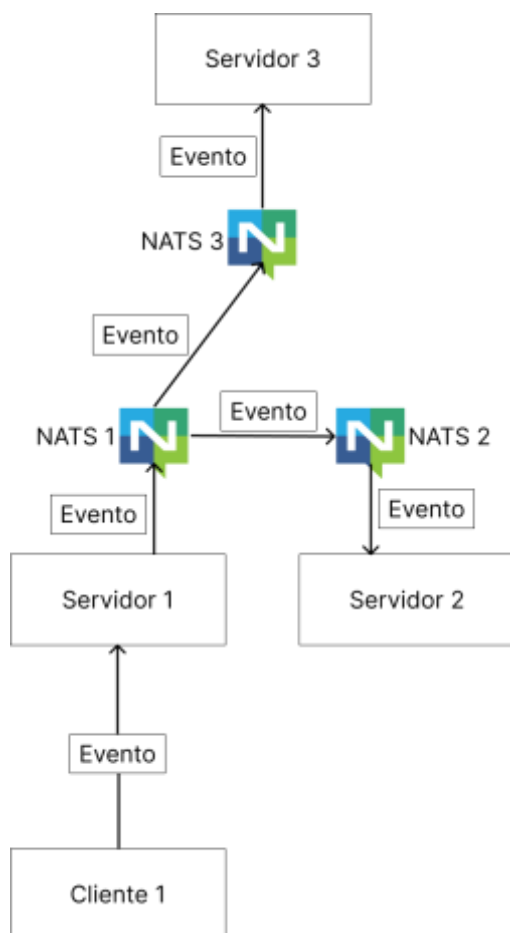 Servidor 3
Evento
NATS 3
Evento
Evento
NATS 1
NATS 2
Evento
Evento
Servidor 1
Servidor 2
Evento
Cliente 1